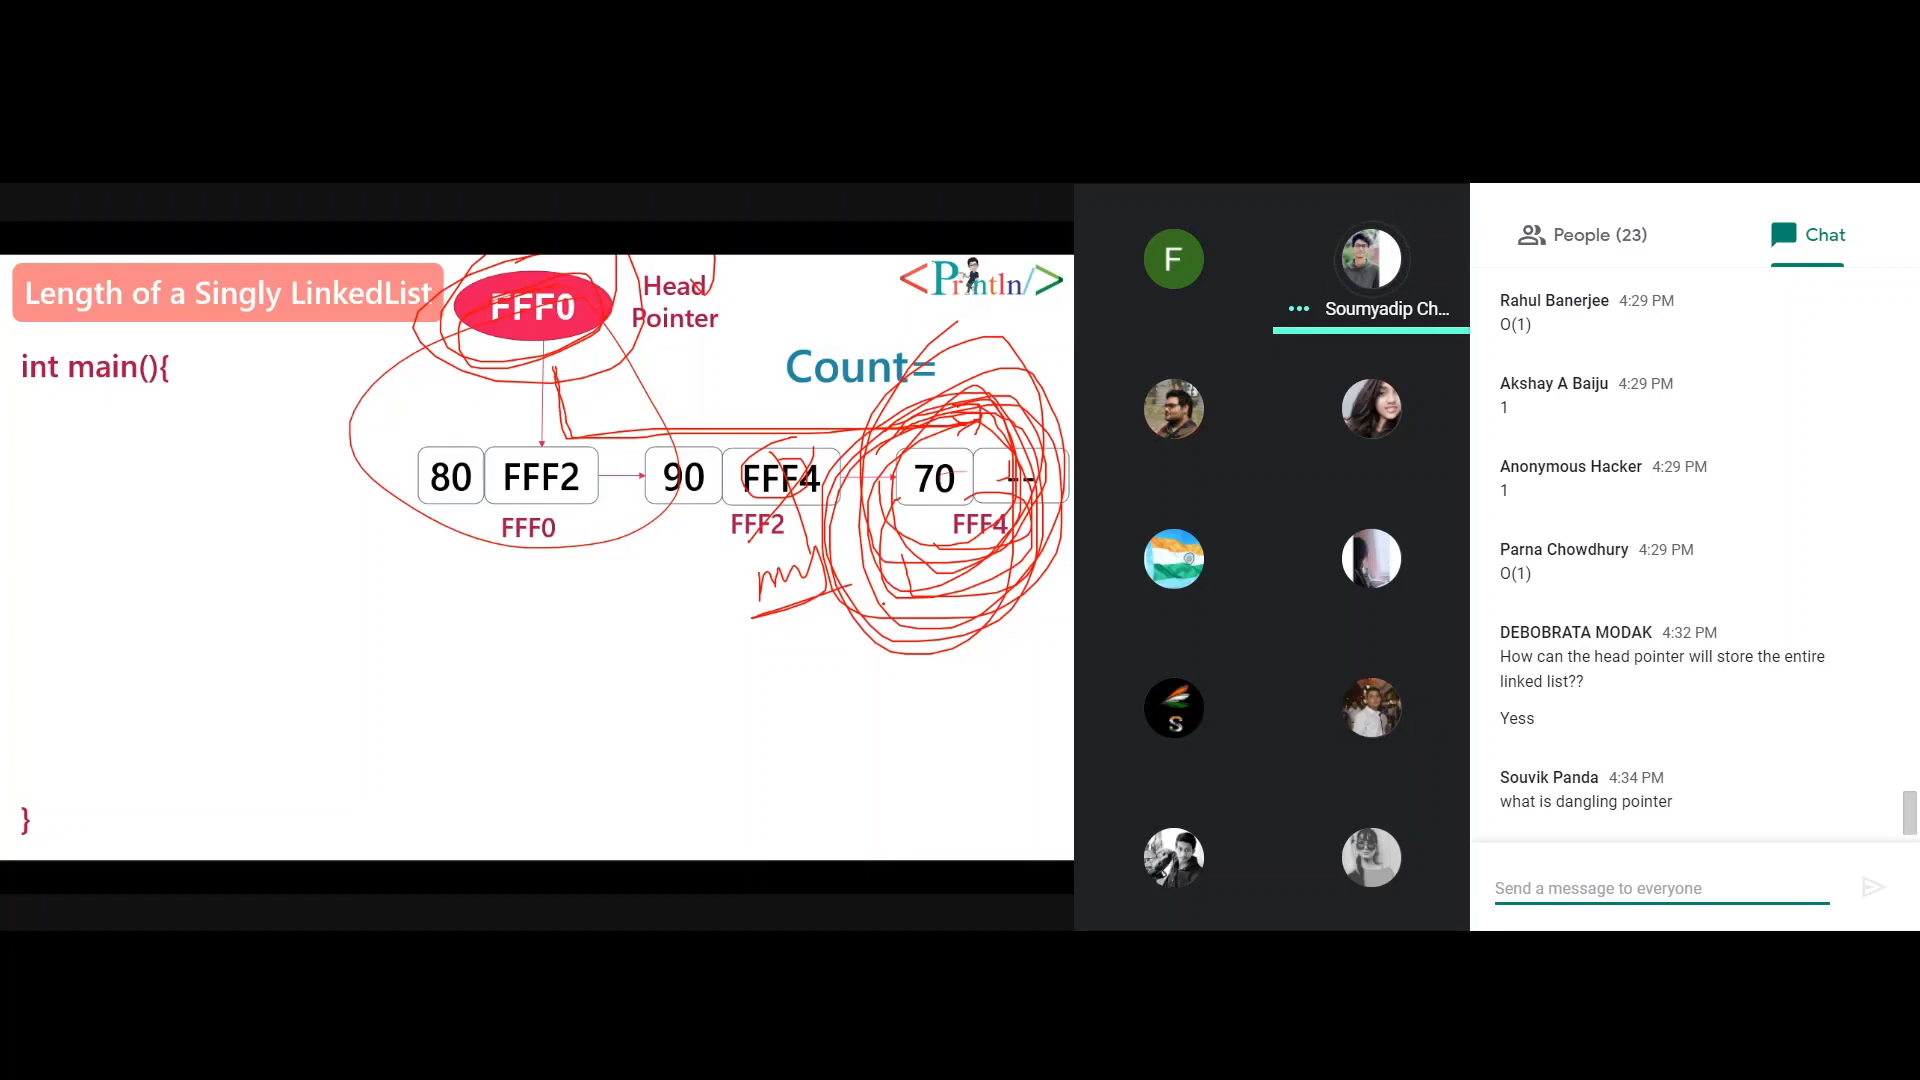 Length of a Singly LinkedList
FFF0
Head
Pointer
<Println/>
int main(){
Count=
80 FFF2 90 FFF4 70 --
FFF0 FFF2 FFF4
}
F
Soumyadip Ch...
S
People (23) Chat
Rahul Banerjee 4:29 PM
O(1)
Akshay A Baiju 4:29 PM
1
Anonymous Hacker 4:29 PM
1
Parna Chowdhury 4:29 PM
O(1)
DEBOBRATA MODAK 4:32 PM
How can the head pointer will store the entire
linked list??
Yess
Souvik Panda 4:34 PM
what is dangling pointer
Send a message to everyone